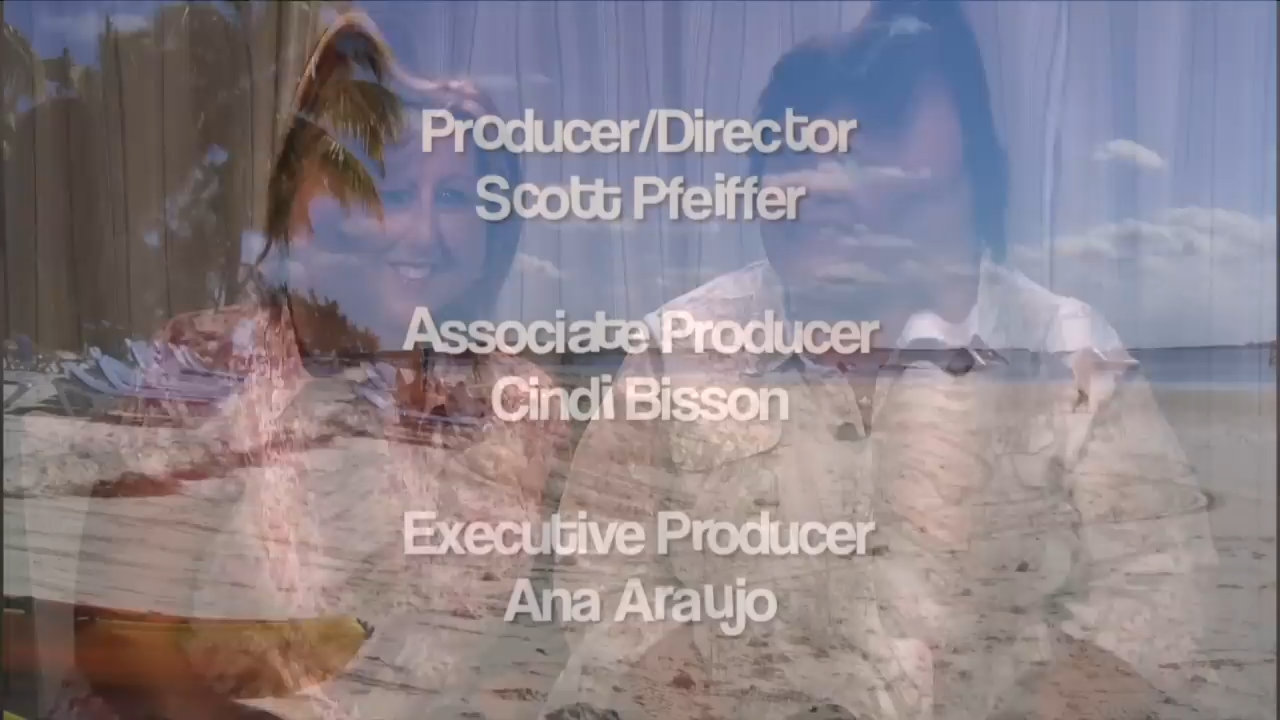 Producer/Director
Scott Pfeiffer
Associate Producer
Cindi Bisson
Executive Producer
Ana Araujo